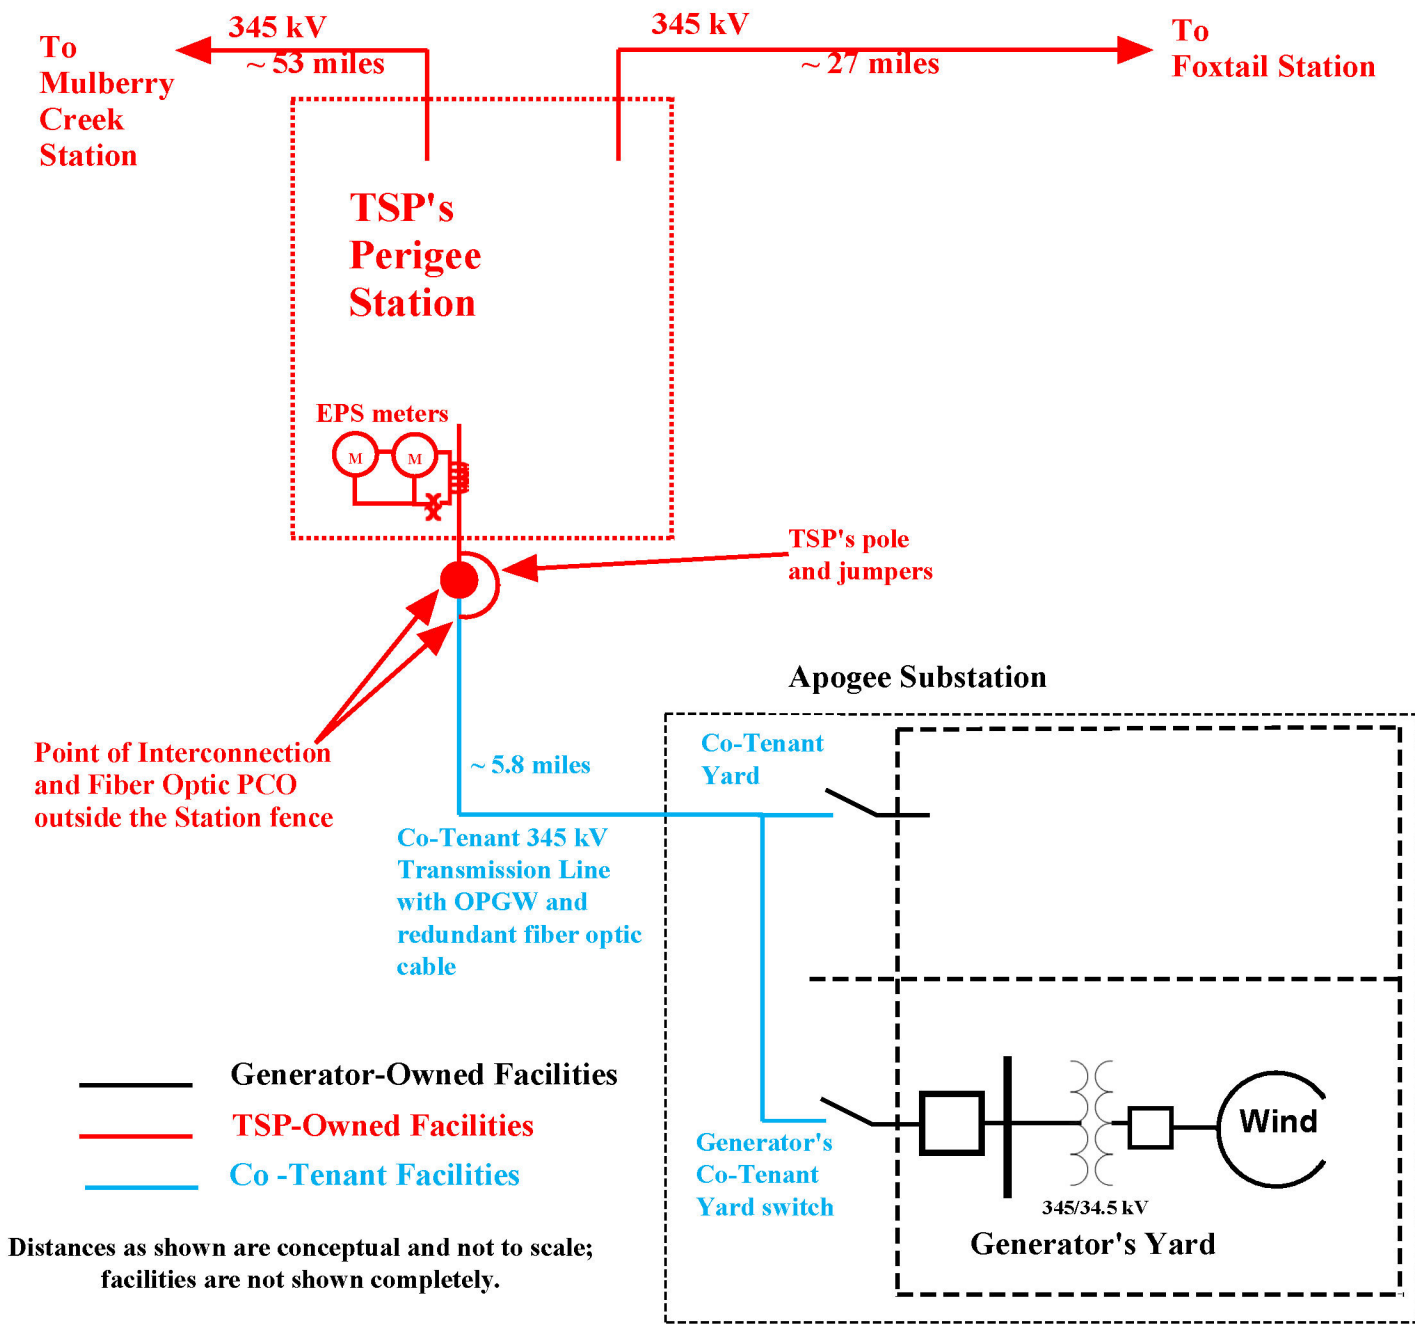 345 kV
~ 53 miles
To
Mulberry
Creek
Station
345 kV
~ 27 miles
To
Foxtail Station
TSP's
Perigee
Station
EPS meters
M
M
TSP's pole
and jumpers
Point of Interconnection
and Fiber Optic PCO
outside the Station fence
~ 5.8 miles
Co-Tenant 345 kV
Transmission Line
with OPGW and
redundant fiber optic
cable
Apogee Substation
Co-Tenant
Yard
Generator's
Co-Tenant
Yard switch
Wind
345/34.5 kV
Generator's Yard
Generator-Owned Facilities
TSP-Owned Facilities
Co -Tenant Facilities
Distances as shown are conceptual and not to scale;
facilities are not shown completely.